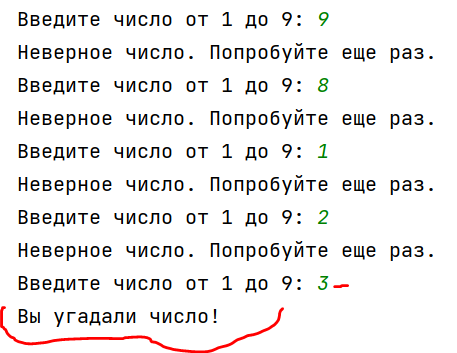 Введите число от 1 до 9: 9
Неверное число. Попробуйте еще раз.
Введите число от 1 до 9: 8
Неверное число. Попробуйте еще раз.
Введите число от 1 до 9: 1
Неверное число. Попробуйте еще раз.
Введите число от 1 до 9: 2
Неверное число. Попробуйте еще раз.
Введите число от 1 до 9: 3
Вы угадали число!